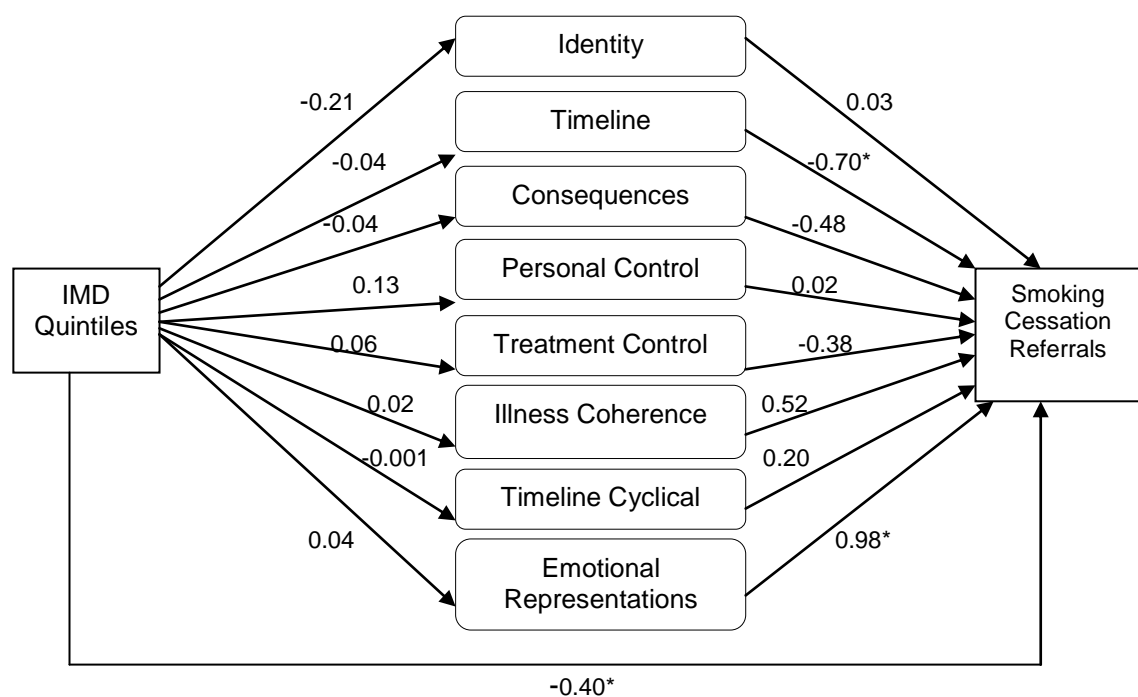 Identity
-0.21
0.03
Timeline
-0.04
-0.70*
Consequences
-0.04
-0.48
IMD
Quintiles
Personal Control
0.13
0.02
Smoking
Cessation
Referrals
Treatment Control
0.06
-0.38
Illness Coherence
0.02
0.52
-0.001
0.20
Timeline Cyclical
0.04
0.98*
Emotional
Representations
-0.40*